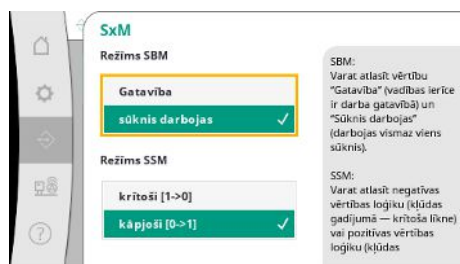 SxM
Režīms SBM
Gatavība
sūknis darbojas
Režīms SSM
krītoši [1->0]
kāpjoši [0->1]
SBM:
Varat atlasīt vērtību
"Gatavība" (vadības ierīce
ir darba gatavībā) un
"Sūknis darbojas"
(darbojas vismaz viens
sūknis).
SSM:
Varat atlasīt negatīvas
vērtības loģiku (kļūdas
gadījumā — krītoša līkne)
vai pozitīvas vērtības
loģiku (kļūdas